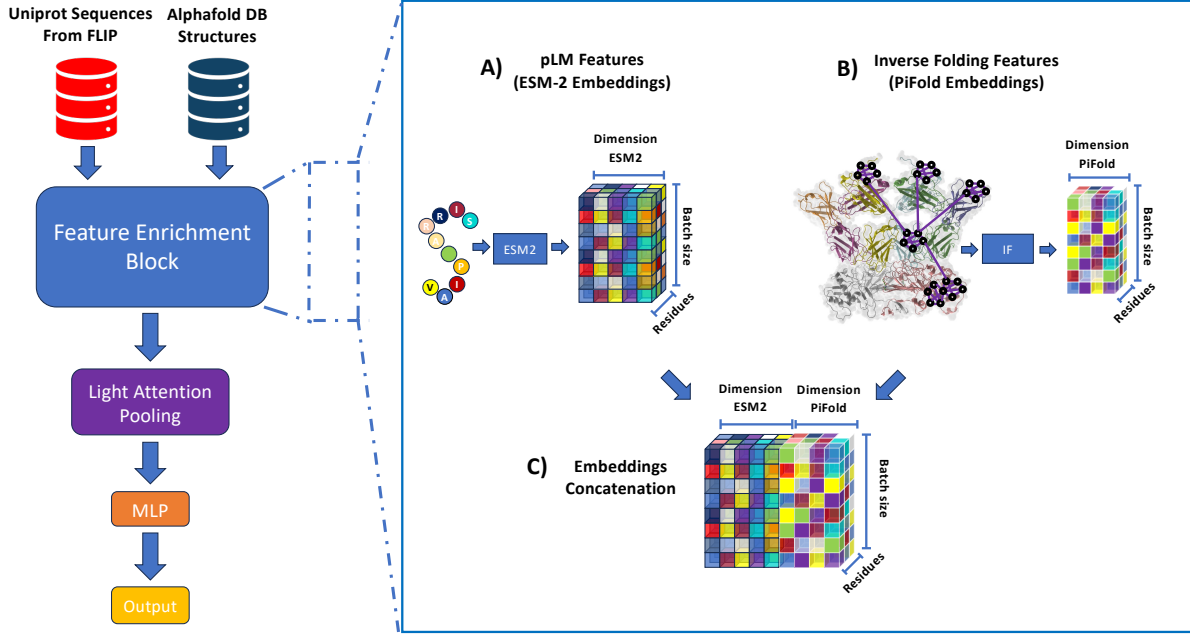 Uniprot Sequences
From FLIP
Alphafold DB
Structures
Feature Enrichment
Block
Light Attention
Pooling
MLP
Output
A)
pLM Features
(ESM-2 Embeddings)
B)
Inverse Folding Features
(PiFold Embeddings)
Dimension
ESM2
I
R
S
R
P
I
V
A
ESM2
Batch size
Residues
IF
Dimension
PiFold
Batch size
Residues
Dimension
ESM2
Dimension
PiFold
C)
Embeddings
Concatenation
Batch size
Residues